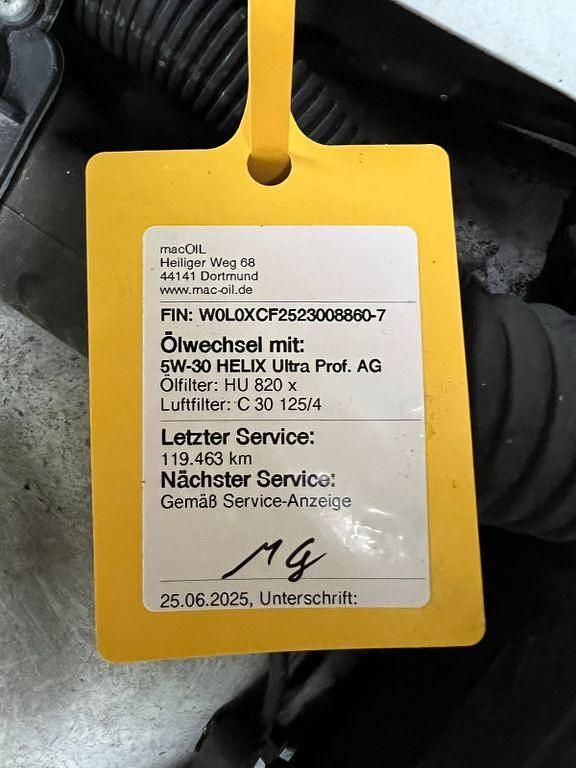 macOIL
Heiliger Weg 68
44141 Dortmund
www.mac-oil.de
FIN: W0L0XCF2523008860-7
Ölwechsel mit:
5W-30 HELIX Ultra Prof. AG
Ölfilter: HU 820 x
Luftfilter: C 30 125/4
Letzter Service:
119.463 km
Nächster Service:
Gemäß Service-Anzeige
MG
25.06.2025, Unterschrift: